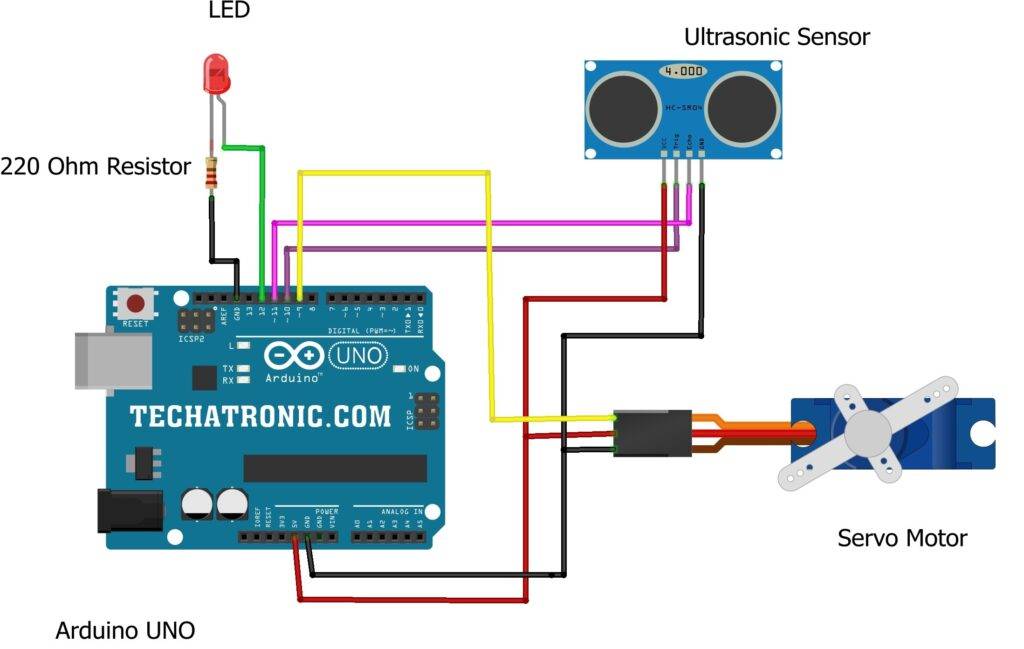 LED
Ultrasonic Sensor
4.000
HC-SR04
VCC
Trig
Echo
GND
220 Ohm Resistor
RESET
ICSP2
AREF
GND
13
12
~11
~10
~9
8
7
~6
~5
4
~3
2
TX0►1
RX0◄0
DIGITAL (PWM=~)
L
TX
RX
UNO
ON
Arduino™
1
ICSP
TECHATRONIC.COM
POWER
ANALOG IN
IOREF
RESET
3V3
5V
GND
GND
VIN
A0
A1
A2
A3
A4
A5
Servo Motor
Arduino UNO